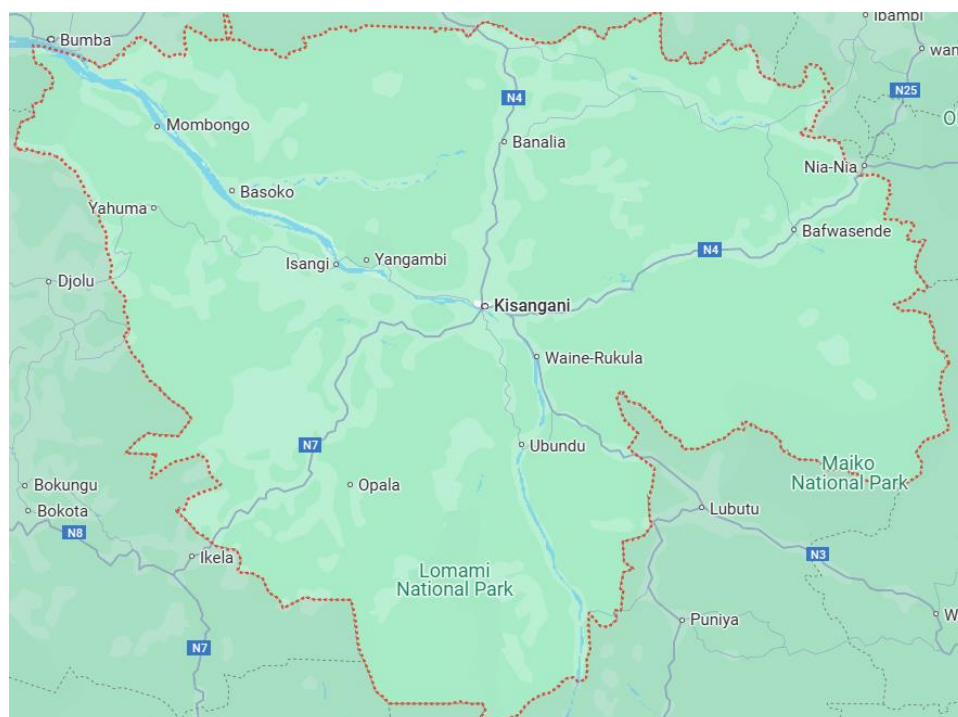 Ibambi
Bumba
wan
N25
N4
O
Mombongo
Banalia
Nia-Nia
Basoko
Yahuma
Bafwasende
N4
Yangambi
Isangi
Djolu
Kisangani
Waine-Rukula
N7
Ubundu
Maiko
National Park
Bokungu
Opala
Bokota
Lubutu
N8
Ikela
N3
Lomami
National Park
Puniya
W
N7